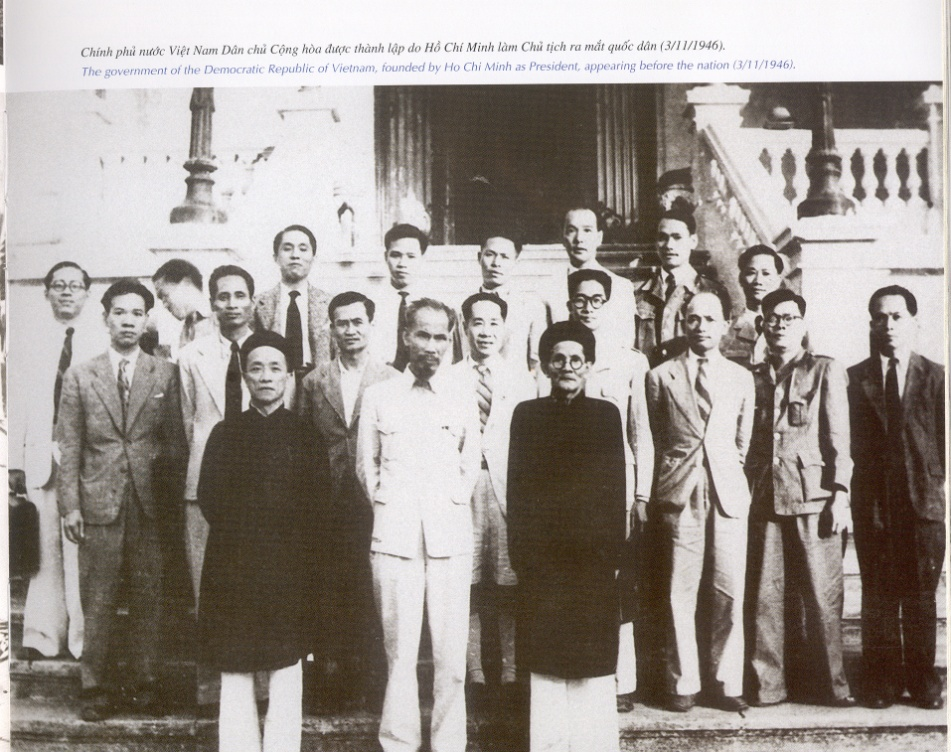 Chính phủ nước Việt Nam Dân chủ Cộng hòa được thành lập do Hồ Chí Minh làm Chủ tịch ra mắt quốc dân (3/11/1946).
The government of the Democratic Republic of Vietnam, founded by Ho Chi Minh as President, appearing before the nation (3/11/1946).